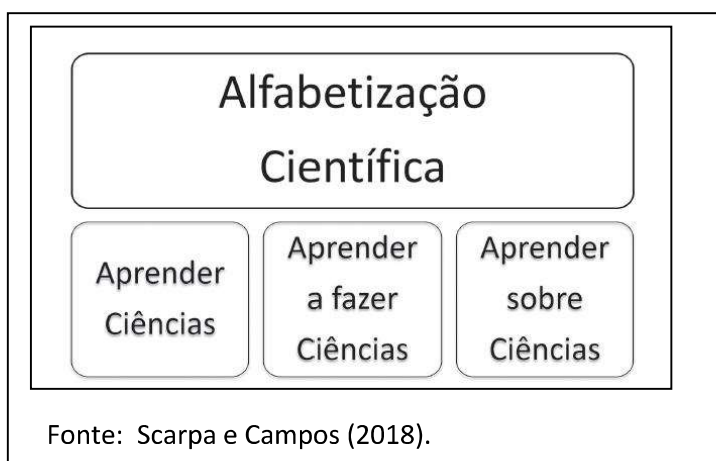 Alfabetização
Científica
Aprender
Ciências
Aprender
a fazer
Ciências
Aprender
sobre
Ciências
Fonte: Scarpa e Campos (2018).